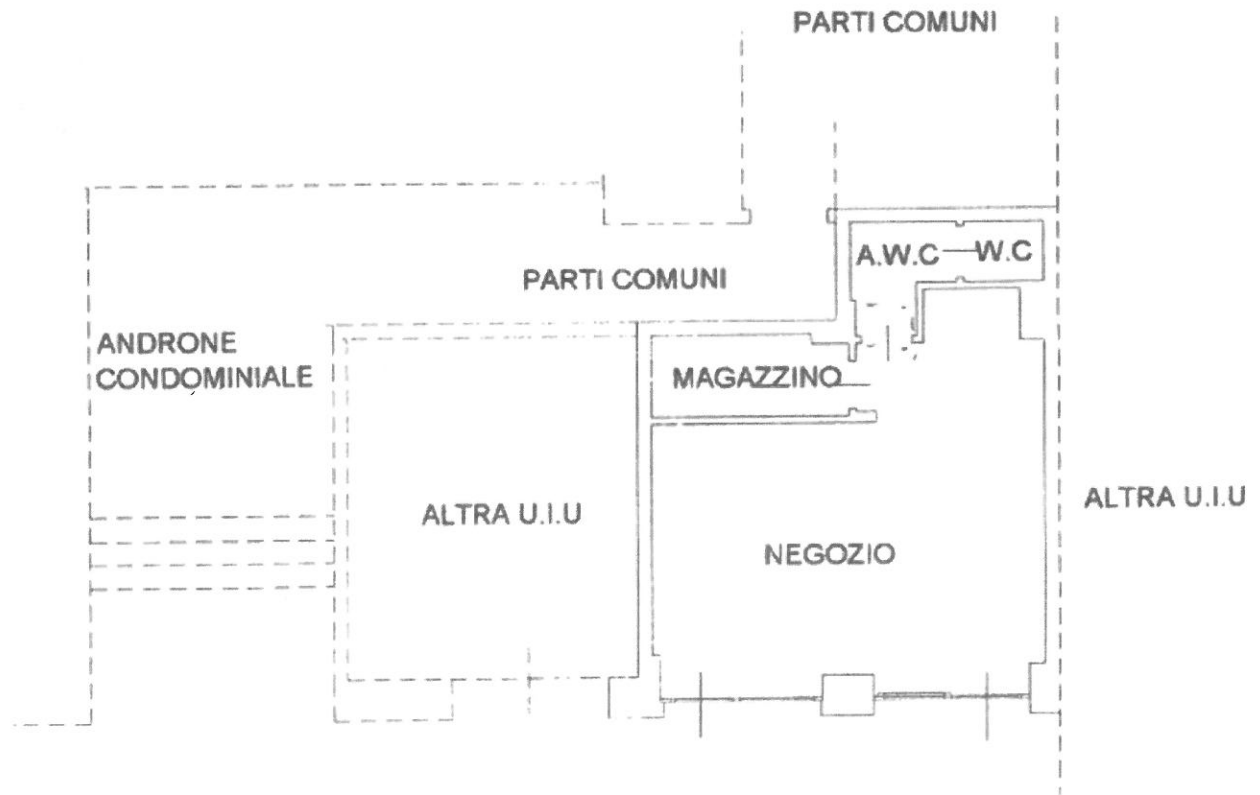 PARTI COMUNI
A.W.C W.C
PARTI COMUNI
ANDRONE
CONDOMINIALE
MAGAZZINO
ALTRA U.I.U
ALTRA U.I.U
NEGOZIO